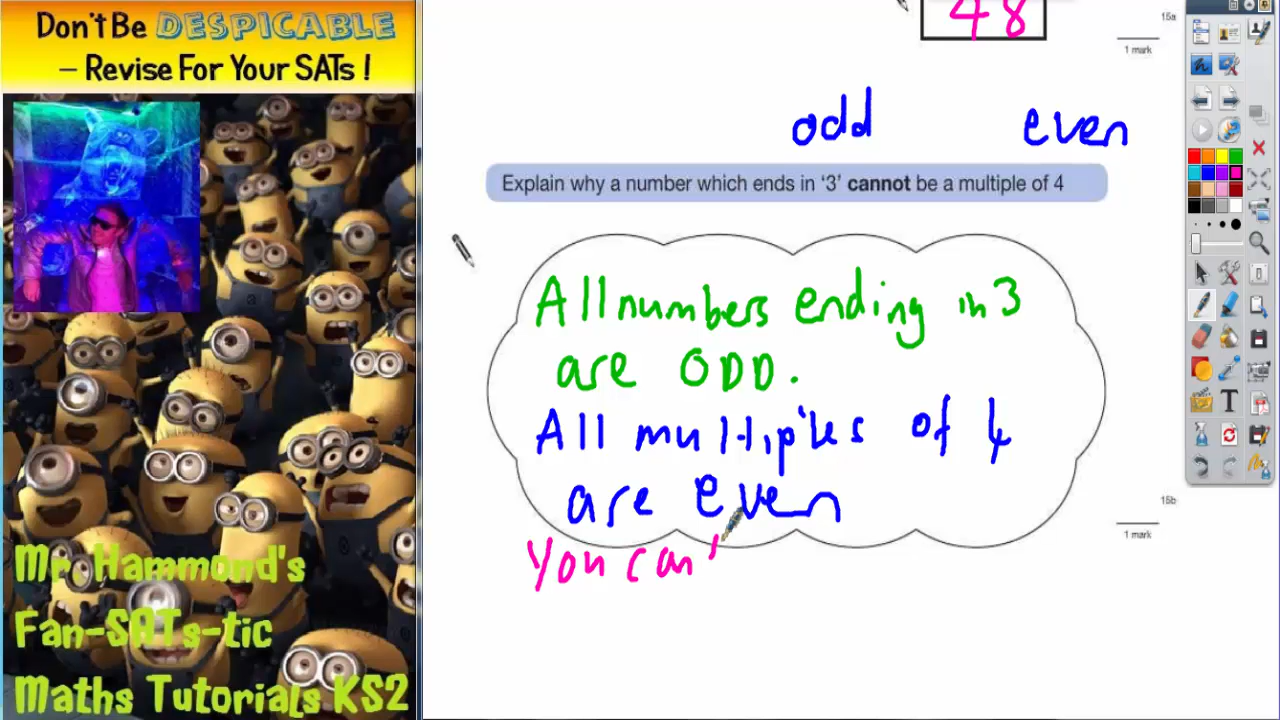 Don't Be DESPICABLE
– Revise For Your SATs !
Mr. Hammond's
Fan-SATs-tic
Maths Tutorials KS2
48
15a
1 mark
odd even
Explain why a number which ends in '3' cannot be a multiple of 4
All numbers ending in 3
are ODD.
All multiples of 4
are even
You can'
15b
1 mark